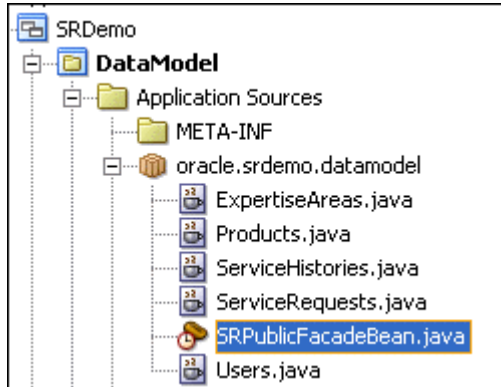 SRDemo
DataModel
Application Sources
META-INF
oracle.srdemo.datamodel
ExpertiseAreas.java
Products.java
ServiceHistories.java
ServiceRequests.java
SRPublicFacadeBean.java
Users.java